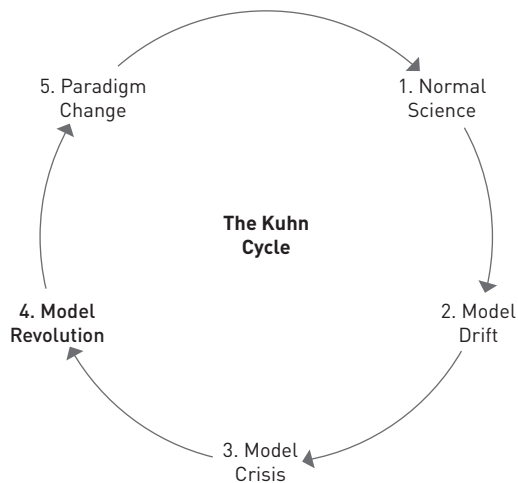 The Kuhn
Cycle
1. Normal
Science
2. Model
Drift
3. Model
Crisis
4. Model
Revolution
5. Paradigm
Change